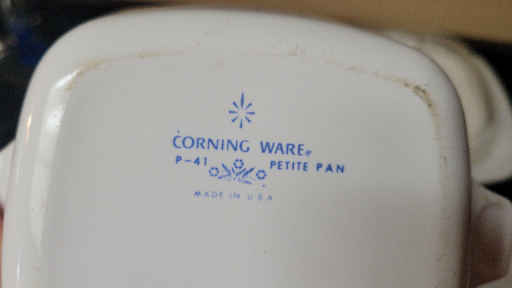 CORNING WARE®
P-41 PETITE PAN
MADE IN U S A